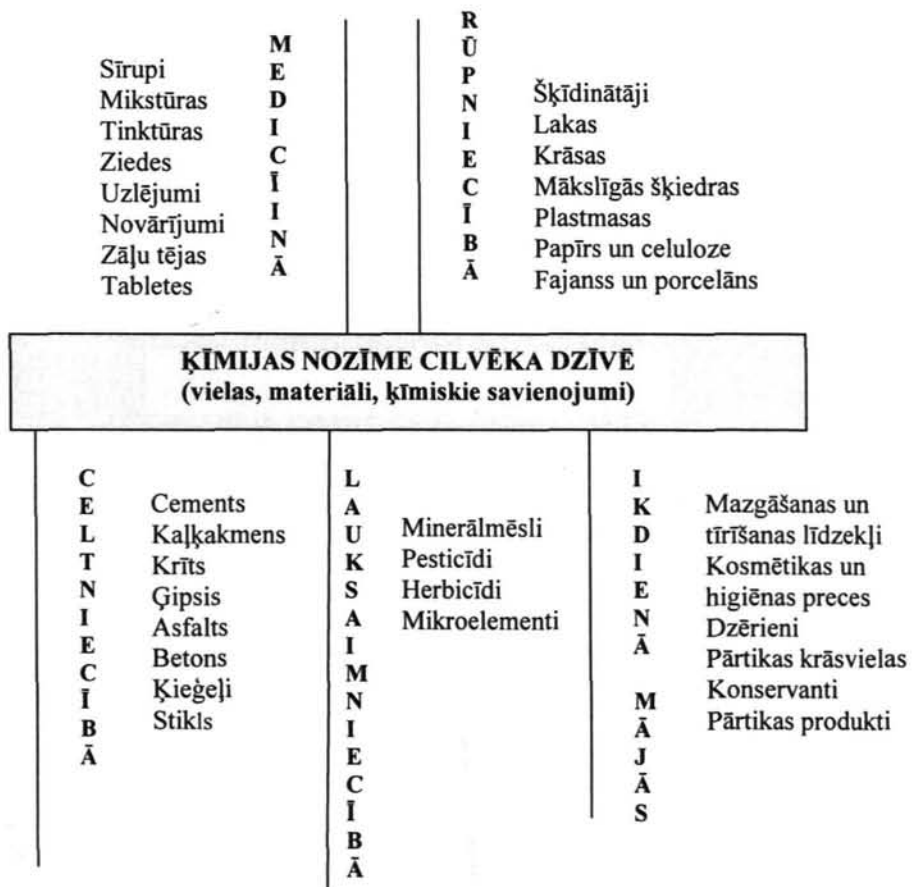 MEDICĪINĀ
Sīrupi
Mikstūras
Tinktūras
Ziedes
Uzlējumi
Novārījumi
Zāļu tējas
Tabletes
RŪPNIECĪBĀ
Šķīdinātāji
Lakas
Krāsas
Mākslīgās šķiedras
Plastmasas
Papīrs un celuloze
Fajanss un porcelāns
ĶĪMIJAS NOZĪME CILVĒKA DZĪVĒ
(vielas, materiāli, ķīmiskie savienojumi)
CELTNIECĪBĀ
Cements
Kaļķakmens
Krīts
Ģipsis
Asfalts
Betons
Ķieģeļi
Stikls
LAUKSAIMNIECĪBĀ
Minerālmēsli
Pesticīdi
Herbicīdi
Mikroelementi
IKDIENĀ MĀJĀS
Mazgāšanas un
tīrīšanas līdzekļi
Kosmētikas un
higiēnas preces
Dzērieni
Pārtikas krāsvielas
Konservanti
Pārtikas produkti